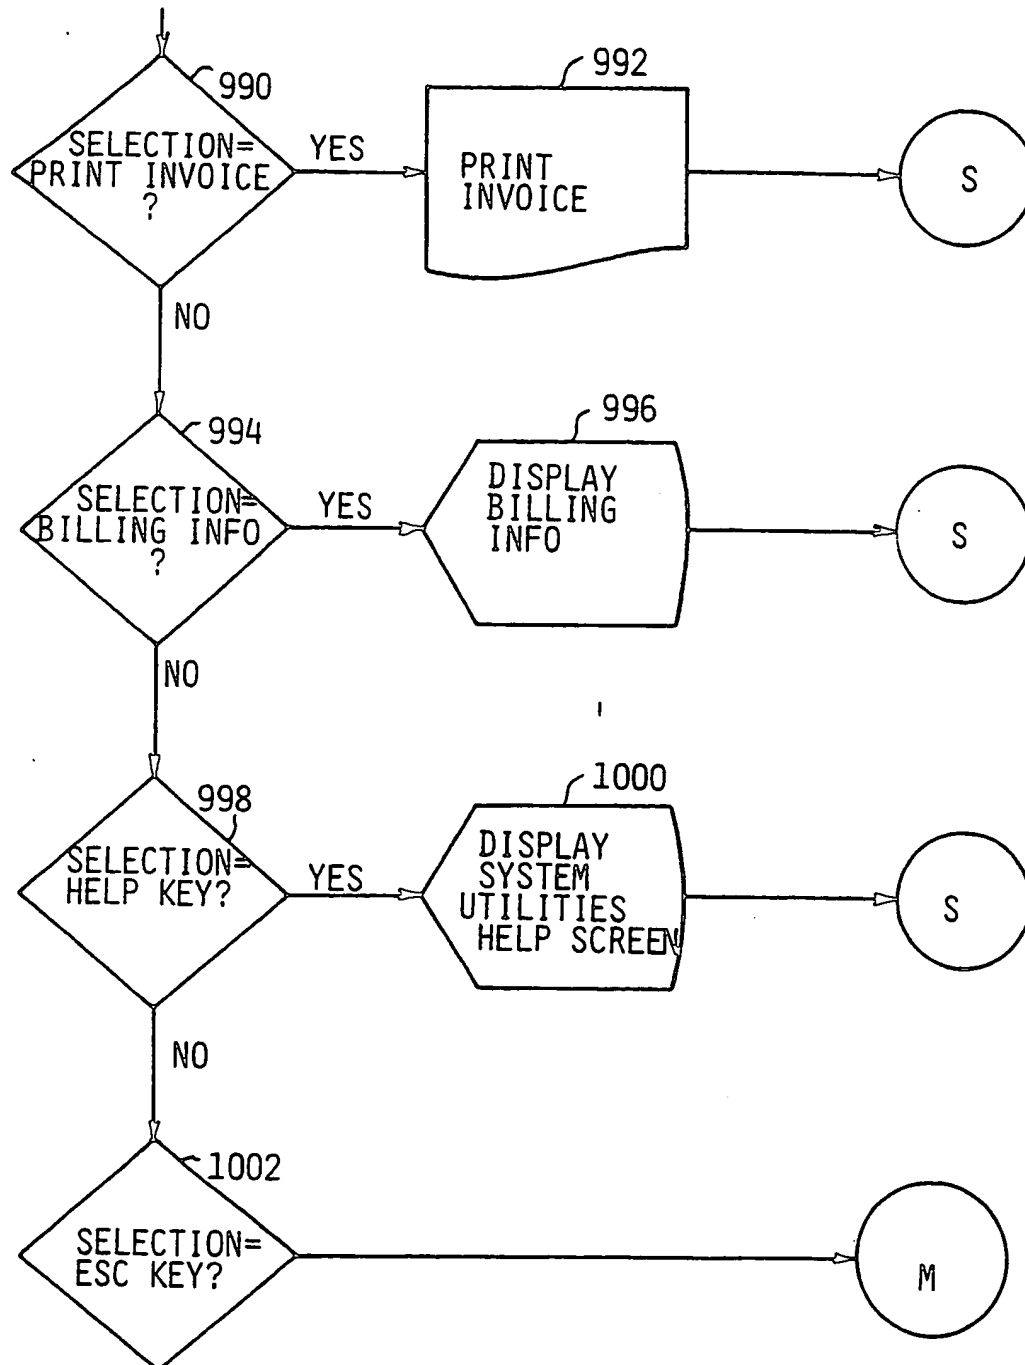 990
SELECTION=
PRINT INVOICE
?
YES
992
PRINT
INVOICE
S
NO
994
SELECTION=
BILLING INFO
?
YES
996
DISPLAY
BILLING
INFO
S
NO
998
SELECTION=
HELP KEY?
YES
1000
DISPLAY
SYSTEM
UTILITIES
HELP SCREEN
S
NO
1002
SELECTION=
ESC KEY?
M